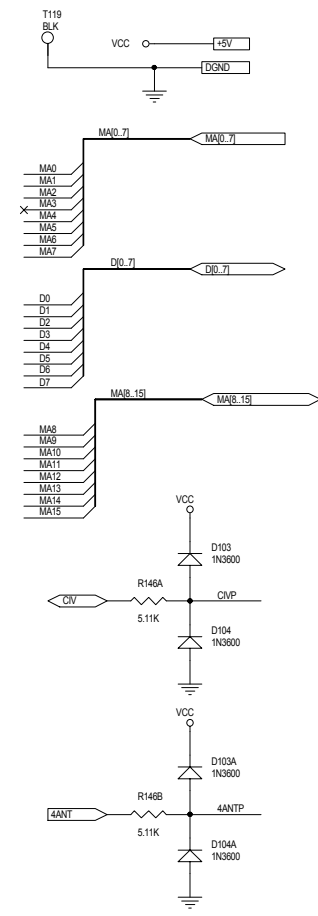 T119
BLK
VCC
+5V
DGND
MA[0..7]
MA[0..7]
MA0
MA1
MA2
MA3
MA4
MA5
MA6
MA7
D[0..7]
D[0..7]
D0
D1
D2
D3
D4
D5
D6
D7
MA[8..15]
MA[8..15]
MA8
MA9
MA10
MA11
MA12
MA13
MA14
MA15
VCC
D103
1N3600
R146A
CIV
CIVP
5.11K
D104
1N3600
VCC
D103A
1N3600
R146B
4ANT
4ANTP
5.11K
D104A
1N3600